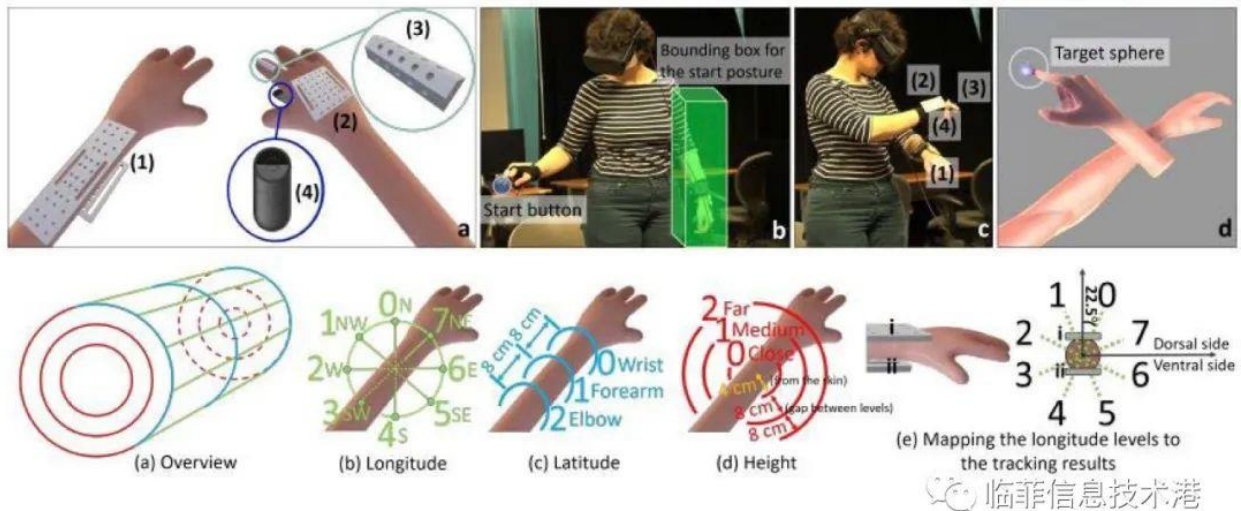 (1)
(2)
(3)
(4)
a
Start button
Bounding box for
the start posture
b
(2)
(3)
(4)
(1)
c
Target sphere
d
(a) Overview
0N
1NW
2W
3SW
4S
5SE
6E
7NE
(b) Longitude
8 cm
8 cm
0 Wrist
1 Forearm
2 Elbow
(c) Latitude
2 Far
1 Medium
0 Close
4 cm (from the skin)
8 cm (gap between levels)
8 cm
(d) Height
i
ii
22.5°
1 0
2 i 7
Dorsal side
Ventral side
3 ii 6
4 5
(e) Mapping the longitude levels to
the tracking results
临菲信息技术港